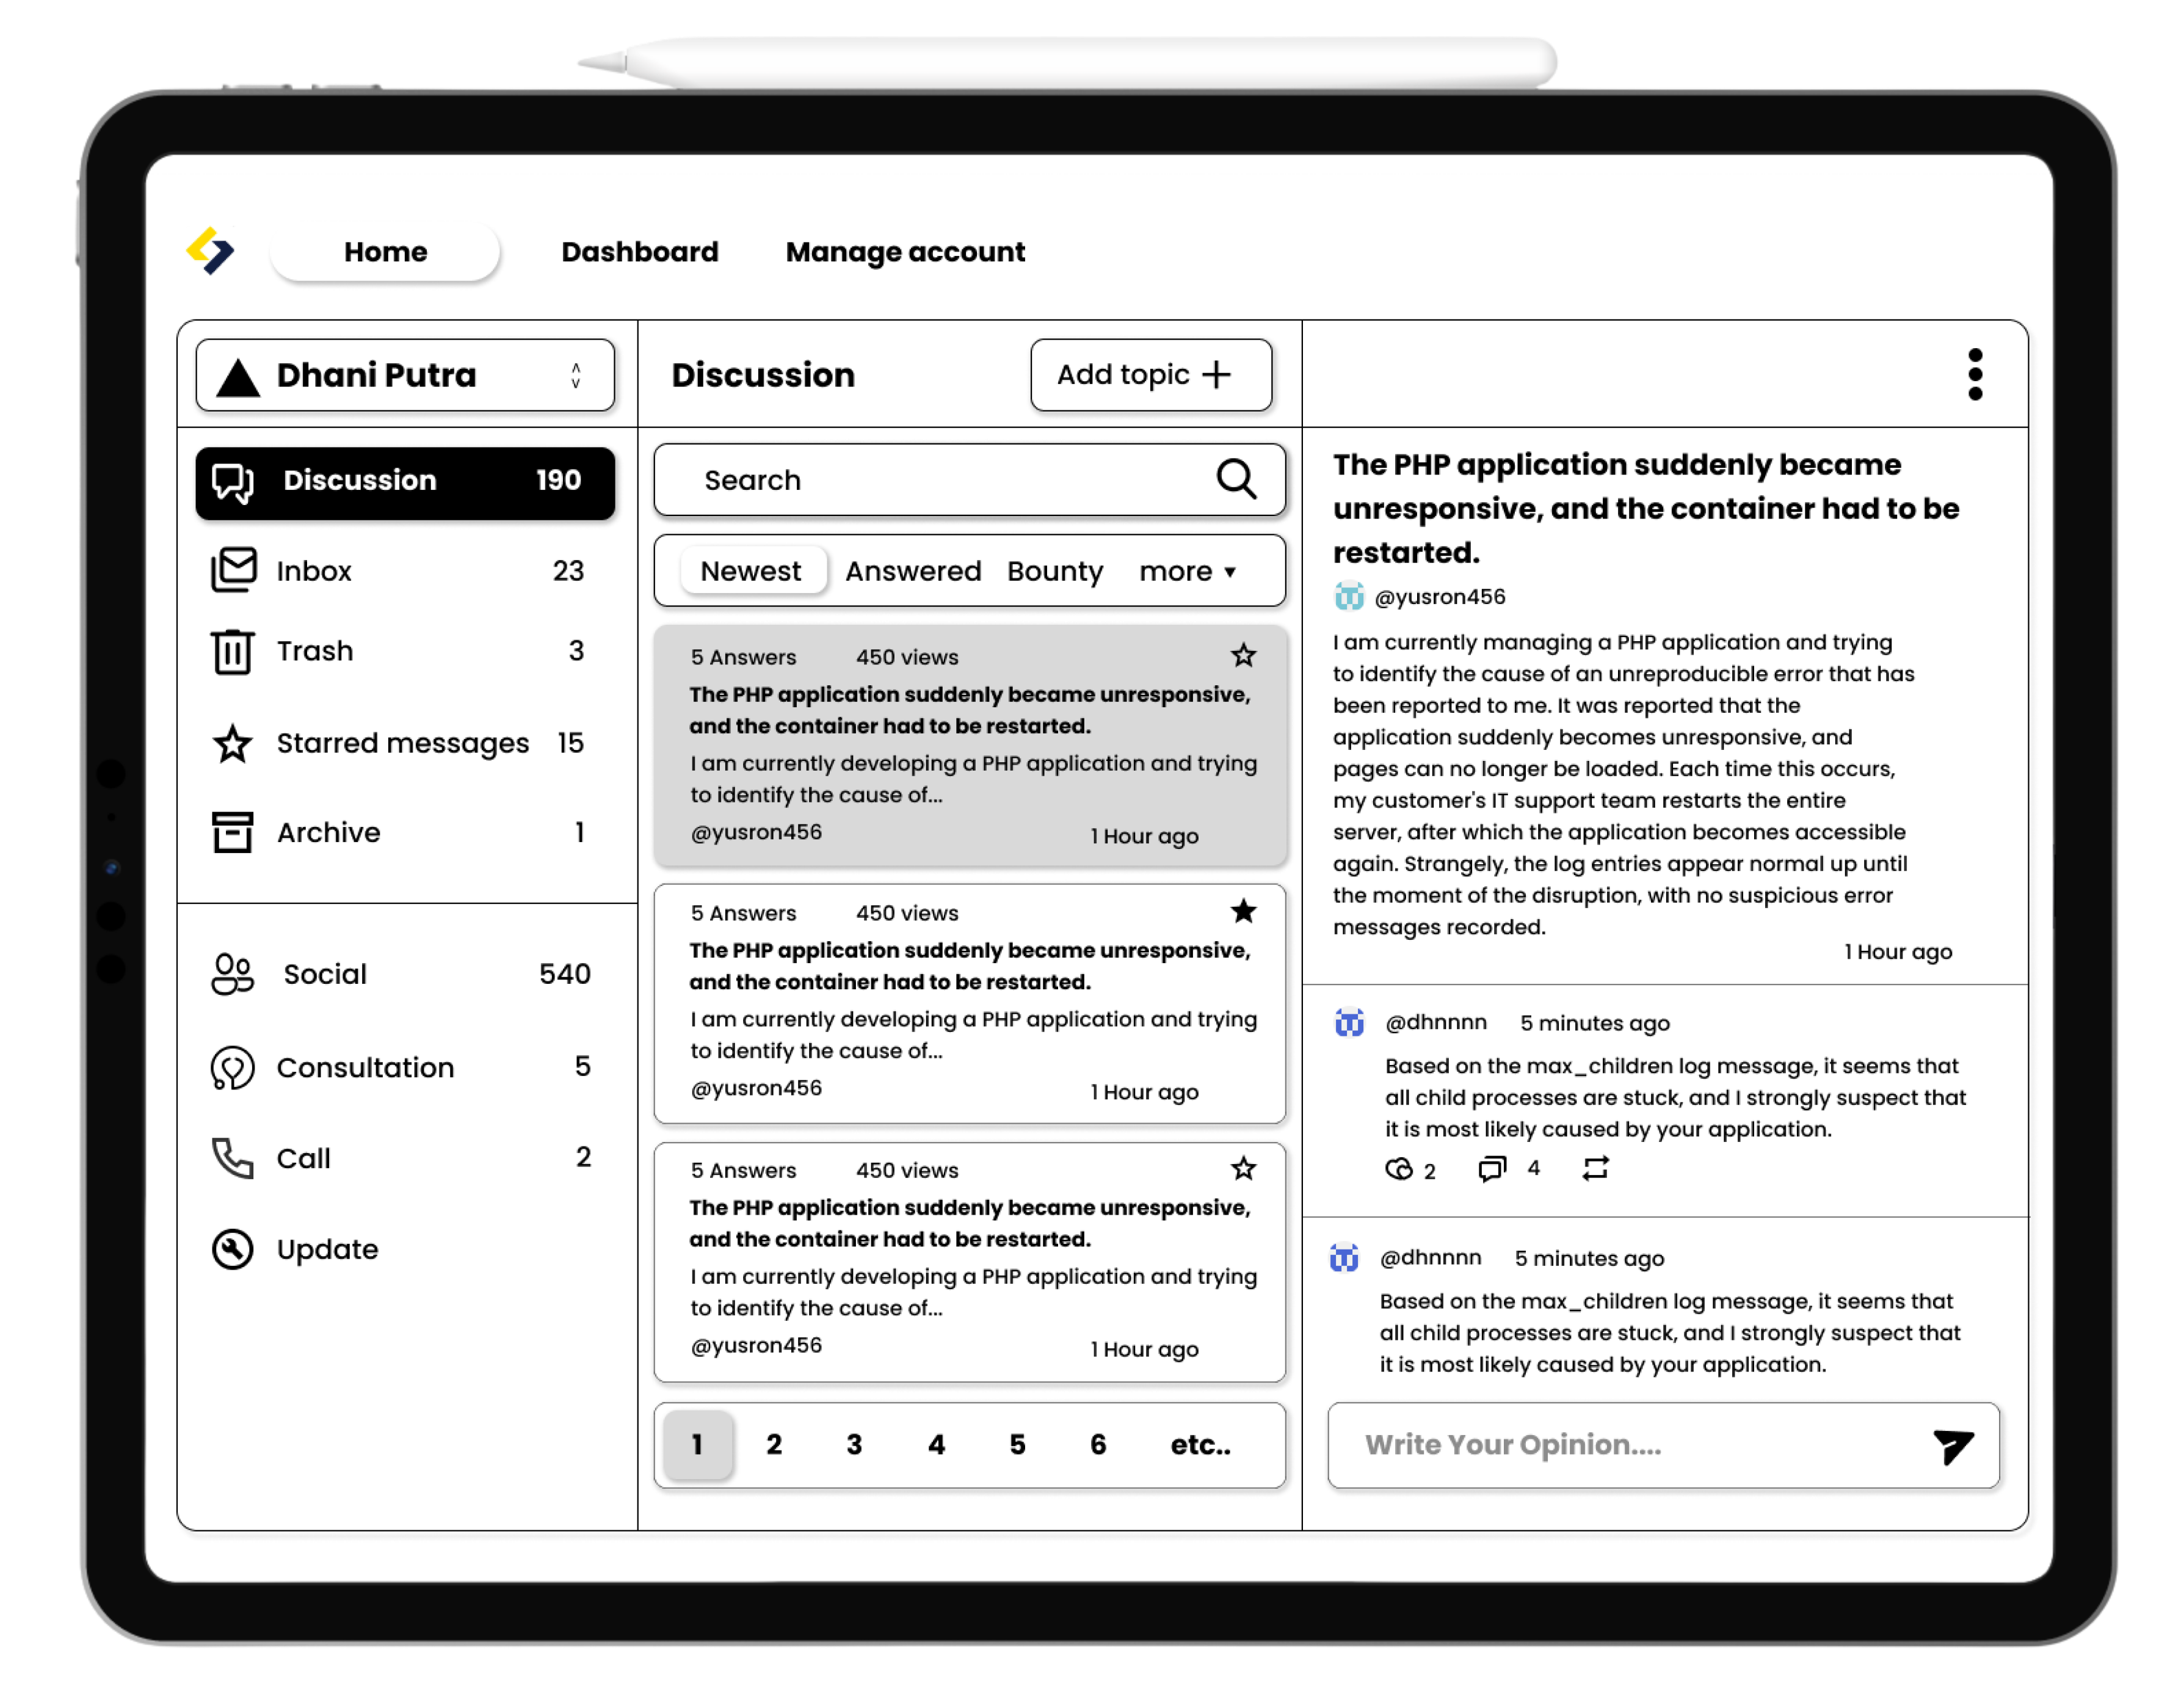 Home
Dashboard
Manage account
Dhani Putra
Discussion 190
Inbox 23
Trash 3
Starred messages 15
Archive 1
Social 540
Consultation 5
Call 2
Update
Discussion
Add topic +
Search
Newest Answered Bounty more
5 Answers 450 views
The PHP application suddenly became unresponsive,
and the container had to be restarted.
I am currently developing a PHP application and trying
to identify the cause of...
@yusron456 1 Hour ago
5 Answers 450 views
The PHP application suddenly became unresponsive,
and the container had to be restarted.
I am currently developing a PHP application and trying
to identify the cause of...
@yusron456 1 Hour ago
5 Answers 450 views
The PHP application suddenly became unresponsive,
and the container had to be restarted.
I am currently developing a PHP application and trying
to identify the cause of...
@yusron456 1 Hour ago
1 2 3 4 5 6 etc..
The PHP application suddenly became
unresponsive, and the container had to be
restarted.
@yusron456
I am currently managing a PHP application and trying
to identify the cause of an unreproducible error that has
been reported to me. It was reported that the
application suddenly becomes unresponsive, and
pages can no longer be loaded. Each time this occurs,
my customer's IT support team restarts the entire
server, after which the application becomes accessible
again. Strangely, the log entries appear normal up until
the moment of the disruption, with no suspicious error
messages recorded.
1 Hour ago
@dhnnnn 5 minutes ago
Based on the max_children log message, it seems that
all child processes are stuck, and I strongly suspect that
it is most likely caused by your application.
2 4
@dhnnnn 5 minutes ago
Based on the max_children log message, it seems that
all child processes are stuck, and I strongly suspect that
it is most likely caused by your application.
Write Your Opinion....